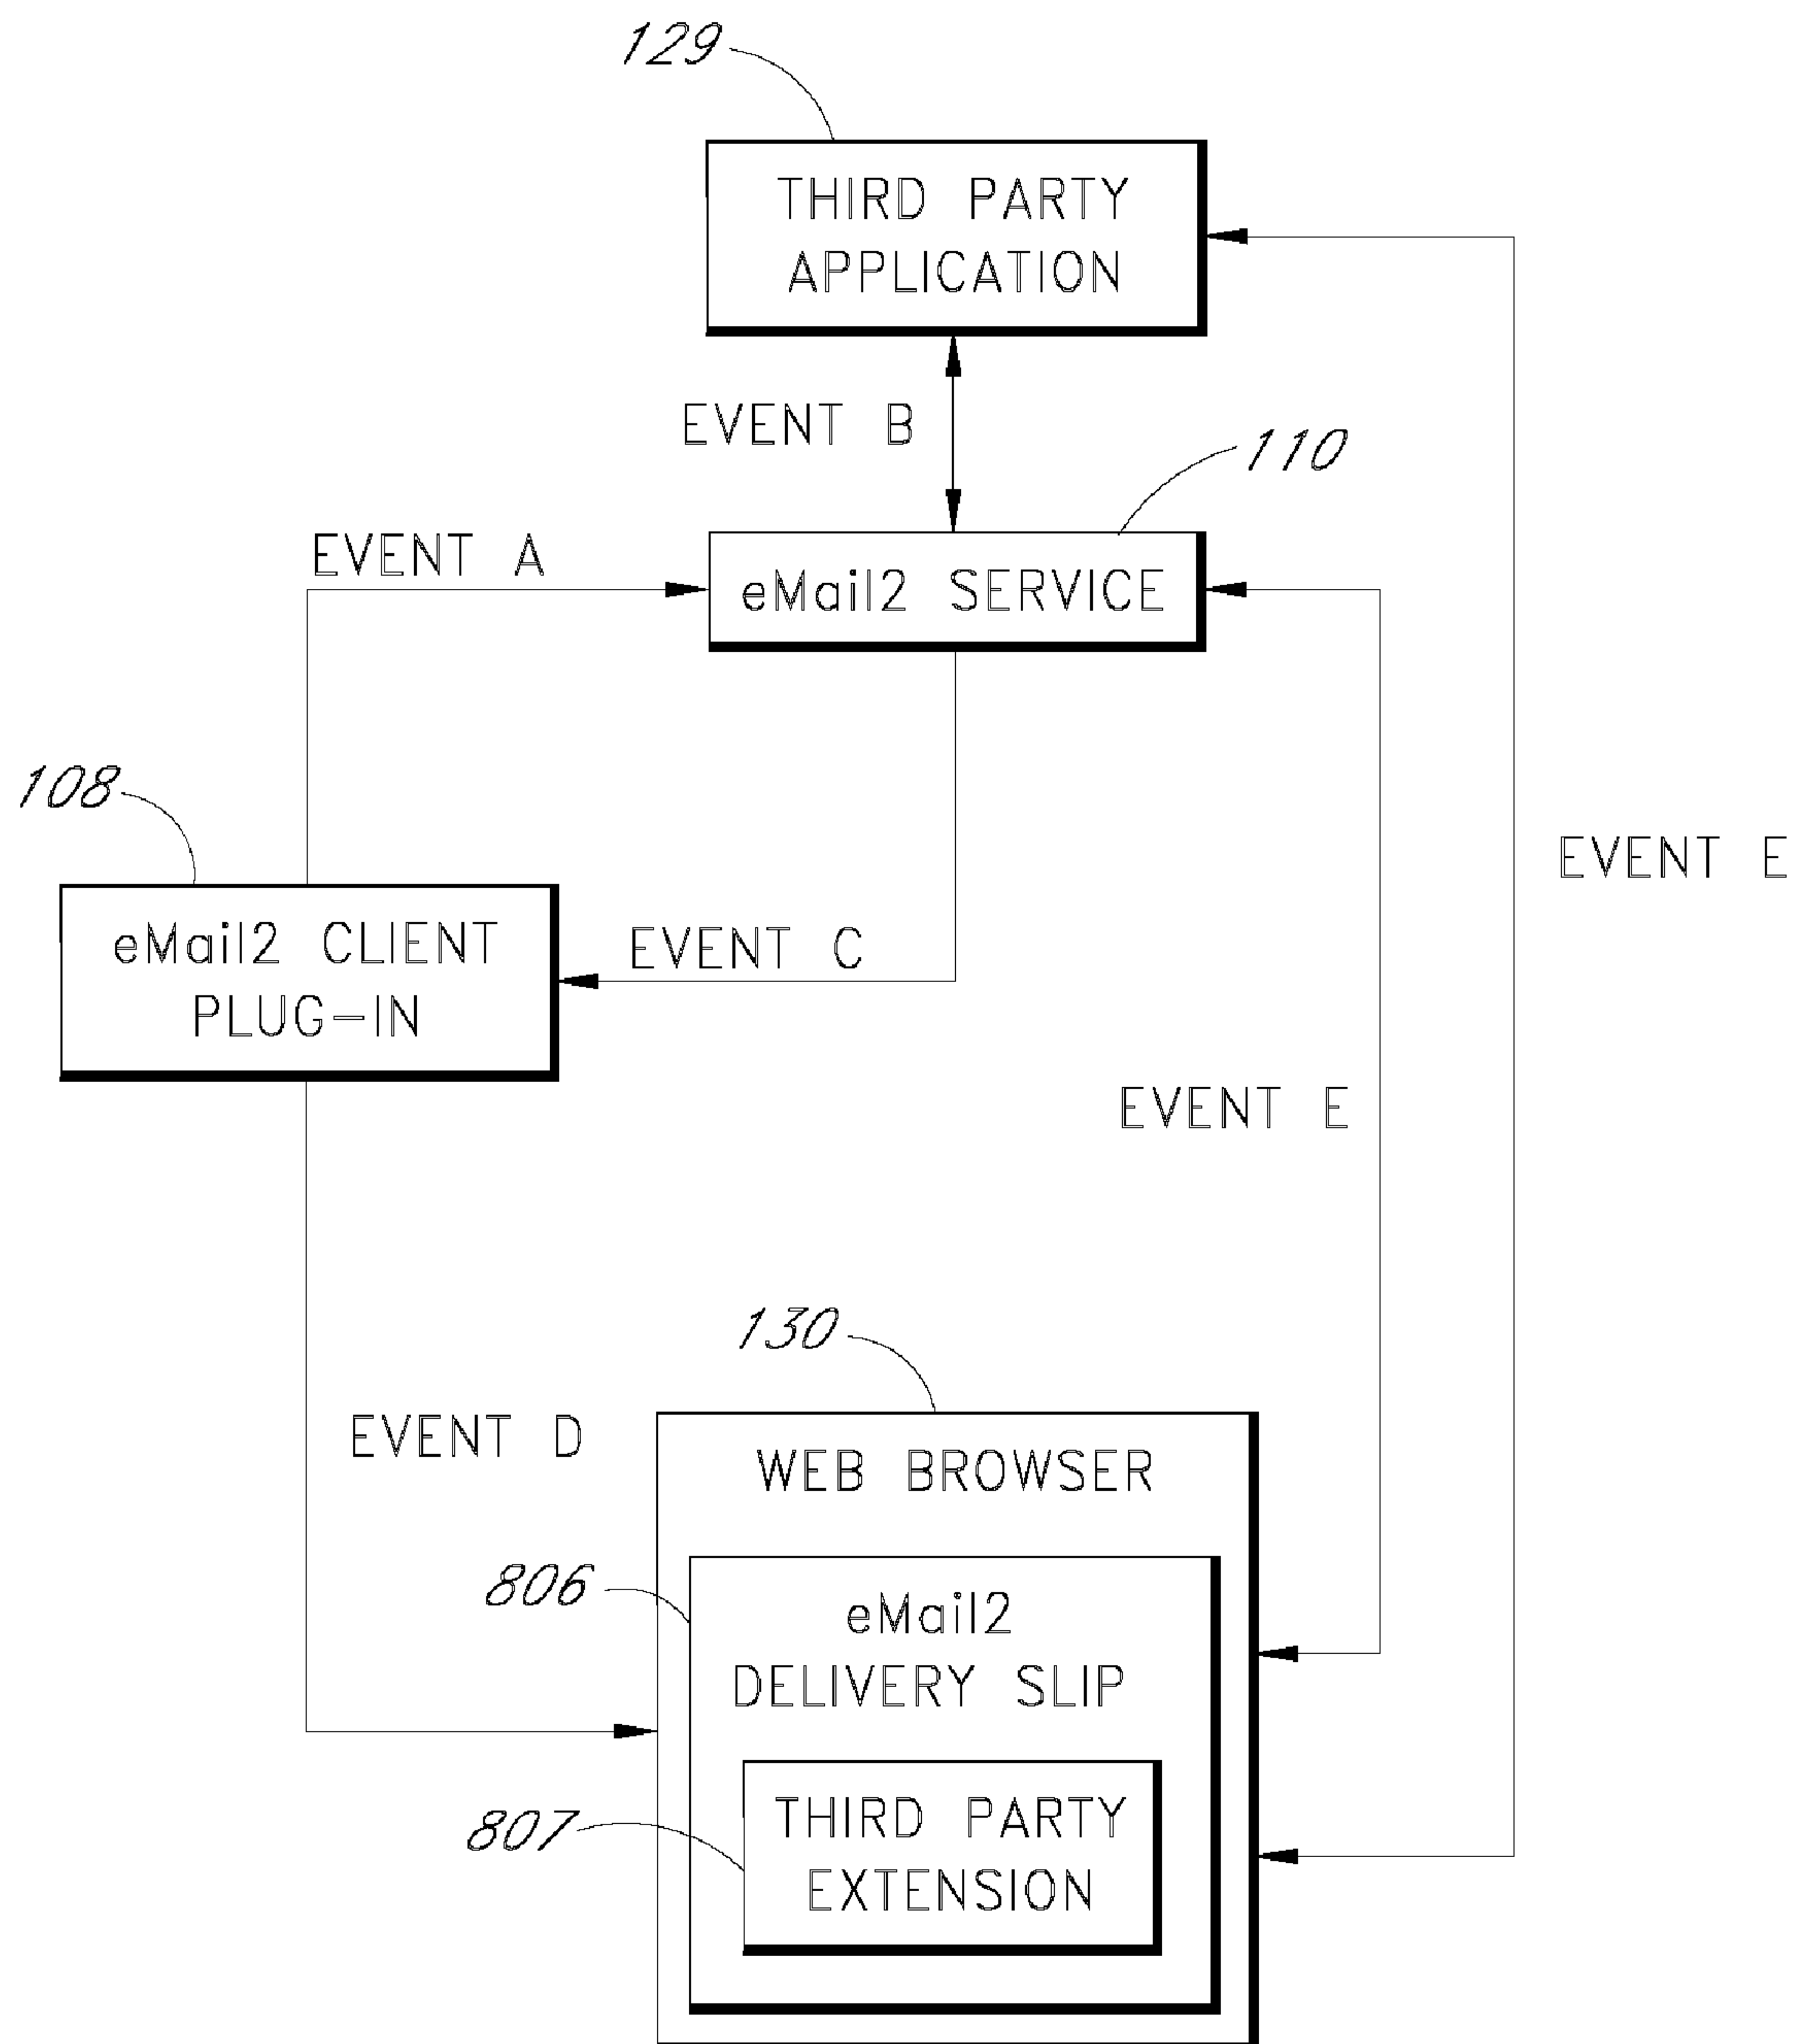 129
THIRD PARTY
APPLICATION
EVENT B
110
EVENT A
eMail2 SERVICE
108
EVENT E
eMail2 CLIENT
PLUG-IN
EVENT C
EVENT E
130
EVENT D
WEB BROWSER
806
eMail2
DELIVERY SLIP
807
THIRD PARTY
EXTENSION